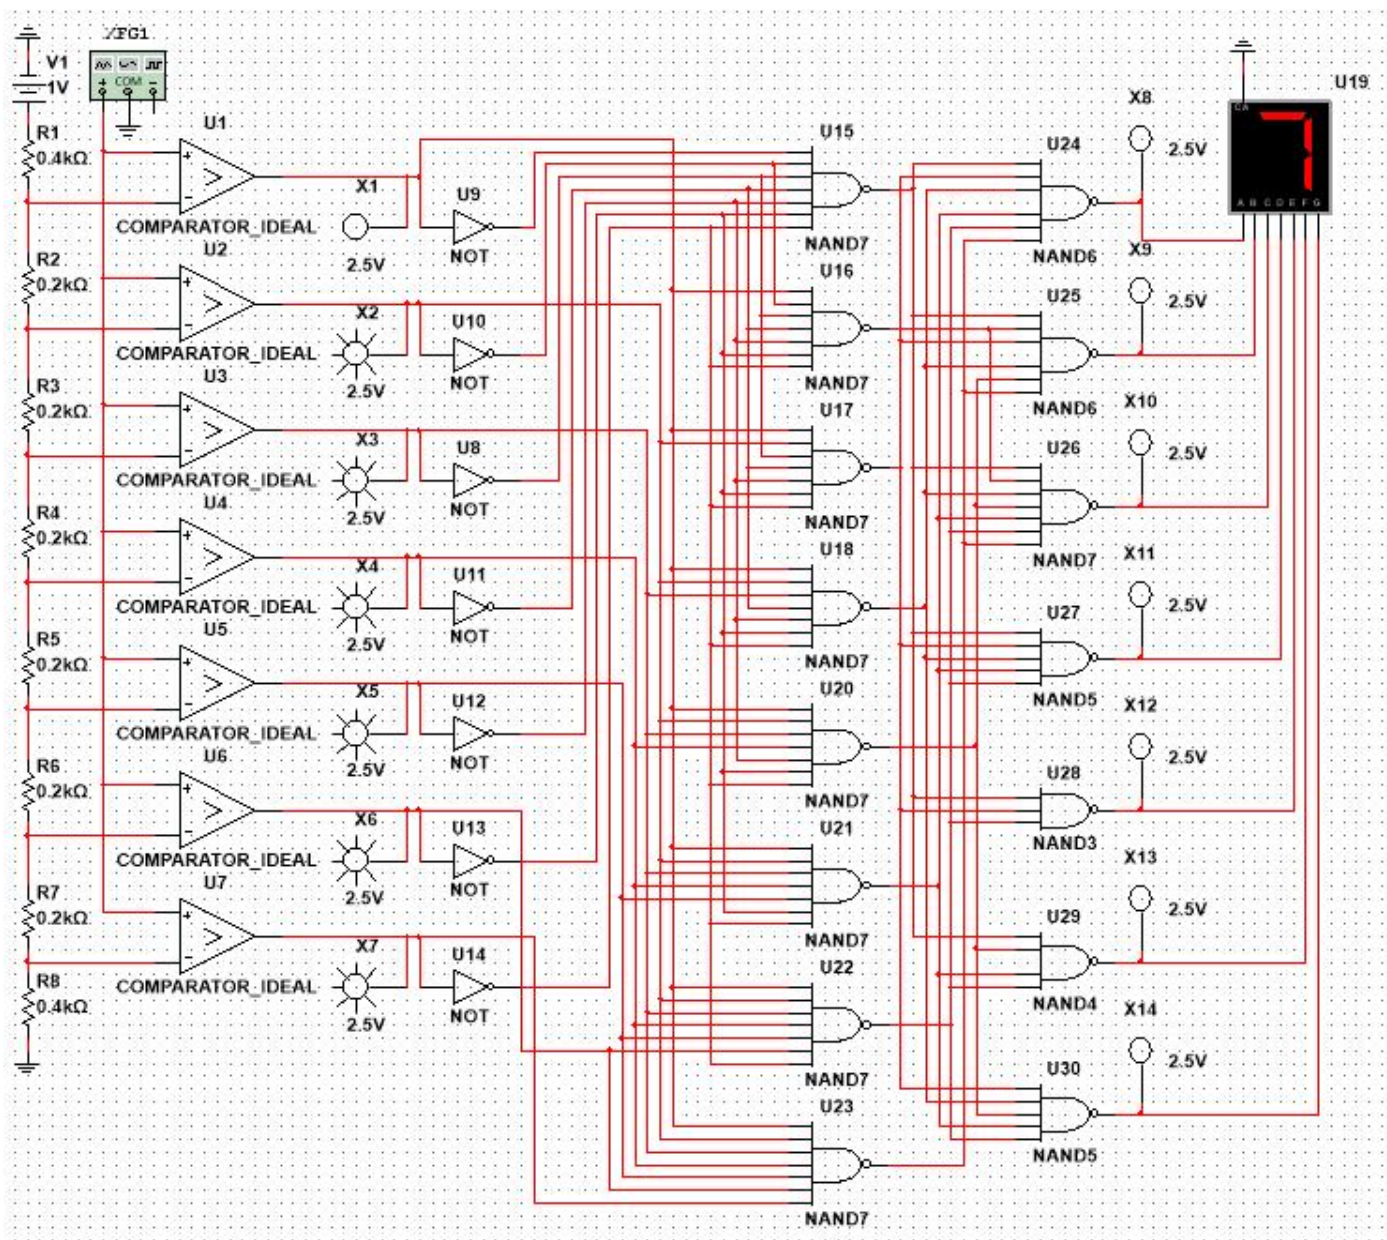 XFG1
COM
V1
1V
R1
0.4kΩ
R2
0.2kΩ
R3
0.2kΩ
R4
0.2kΩ
R5
0.2kΩ
R6
0.2kΩ
R7
0.2kΩ
R8
0.4kΩ
U1
COMPARATOR_IDEAL
U2
COMPARATOR_IDEAL
U3
COMPARATOR_IDEAL
U4
COMPARATOR_IDEAL
U5
COMPARATOR_IDEAL
U6
COMPARATOR_IDEAL
U7
COMPARATOR_IDEAL
X1
2.5V
X2
2.5V
X3
2.5V
X4
2.5V
X5
2.5V
X6
2.5V
X7
2.5V
U9
NOT
U10
NOT
U8
NOT
U11
NOT
U12
NOT
U13
NOT
U14
NOT
U15
NAND7
U16
NAND7
U17
NAND7
U18
NAND7
U20
NAND7
U21
NAND7
U22
NAND7
U23
NAND7
U24
NAND6
U25
NAND6
U26
NAND7
U27
NAND5
U28
NAND3
U29
NAND4
U30
NAND5
X8
2.5V
X9
2.5V
X10
2.5V
X11
2.5V
X12
2.5V
X13
2.5V
X14
2.5V
U19
CA
7
A B C D E F G